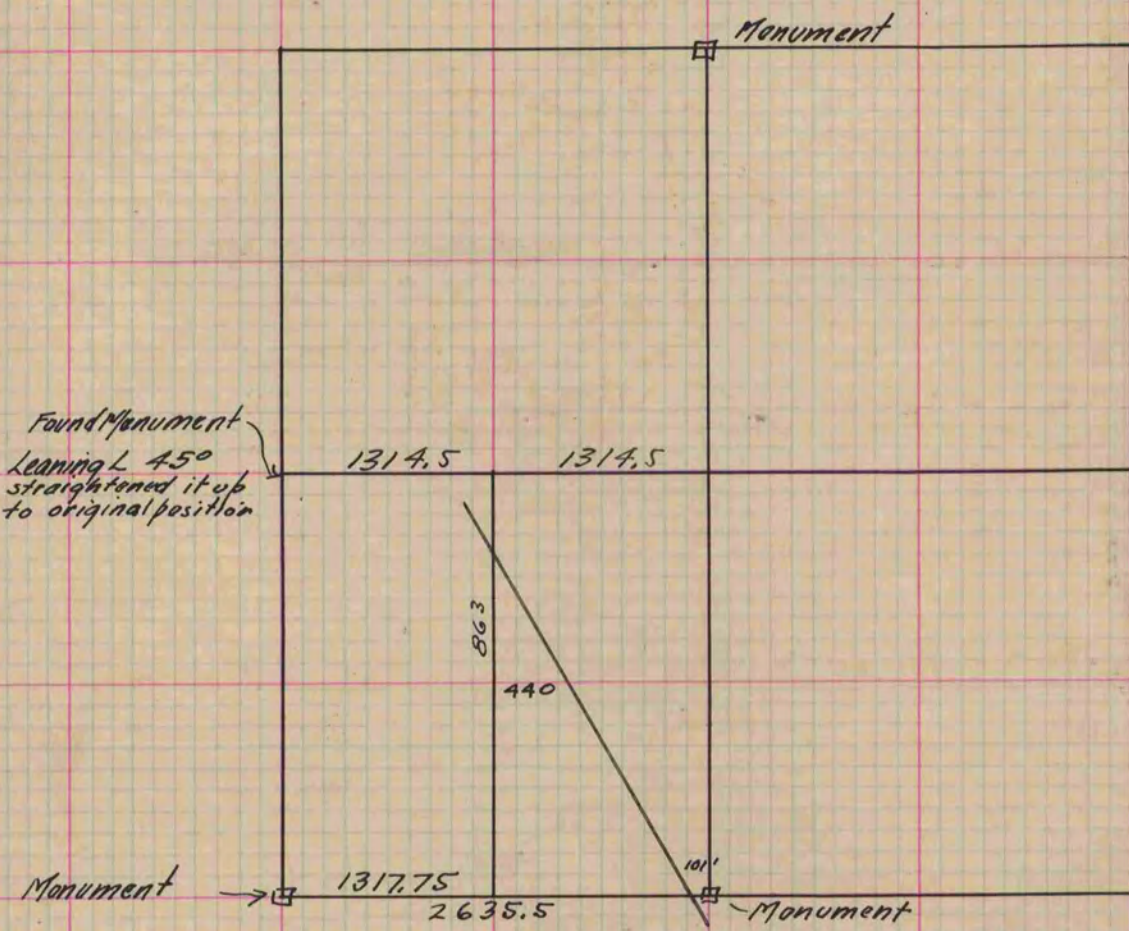 Monument
Found Monument
Leaning L 45°
straightened it up
to original position
1314.5
1314.5
863
440
101'
Monument
1317.75
2635.5
Monument